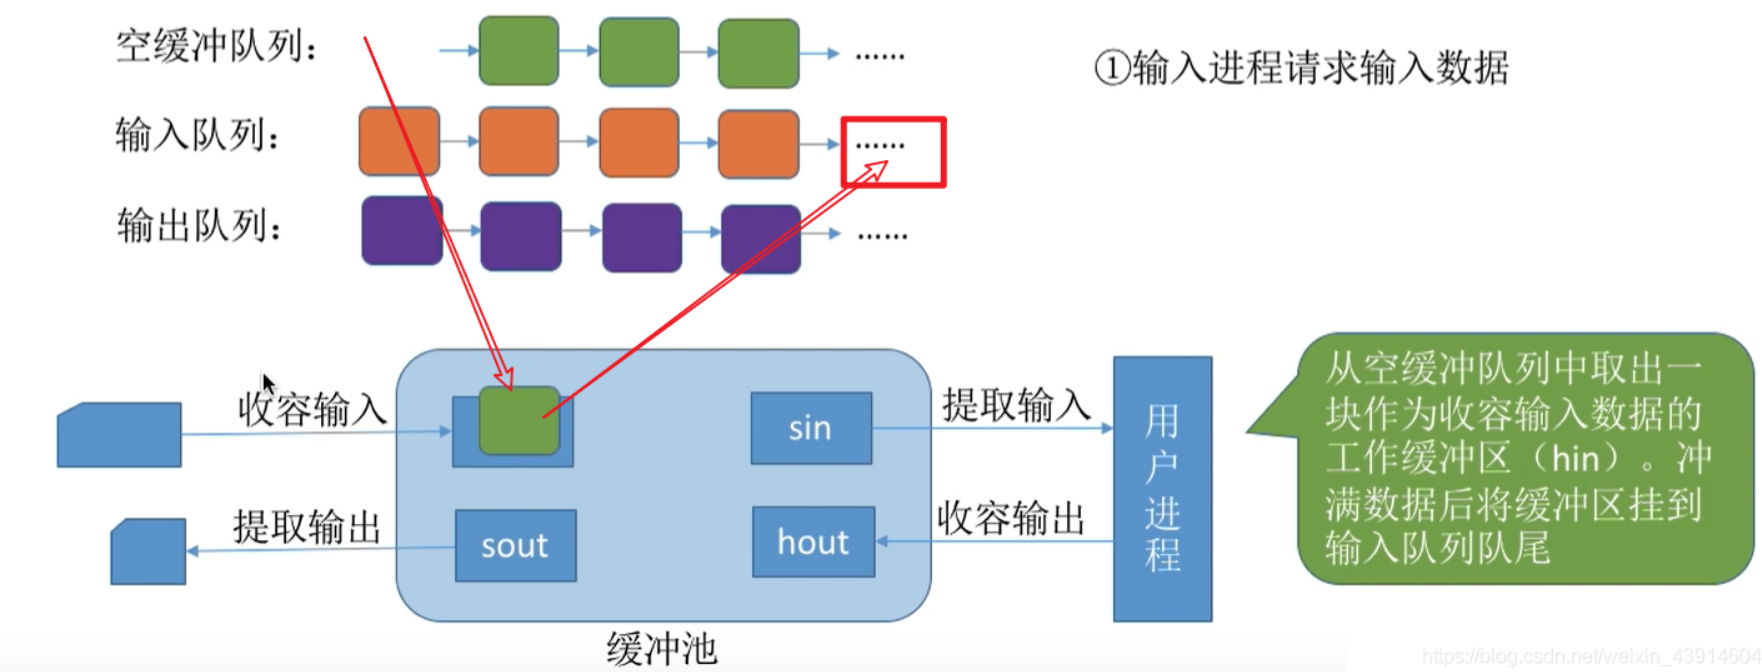 空缓冲队列：
......
①输入进程请求输入数据
输入队列：
......
输出队列：
......
收容输入
提取输出
sin
sout
hout
提取输入
收容输出
用
户
进
程
从空缓冲队列中取出一
块作为收容输入数据的
工作缓冲区（hin）。冲
满数据后将缓冲区挂到
输入队列队尾
缓冲池
https://blog.csdn.net/weixin_43914604